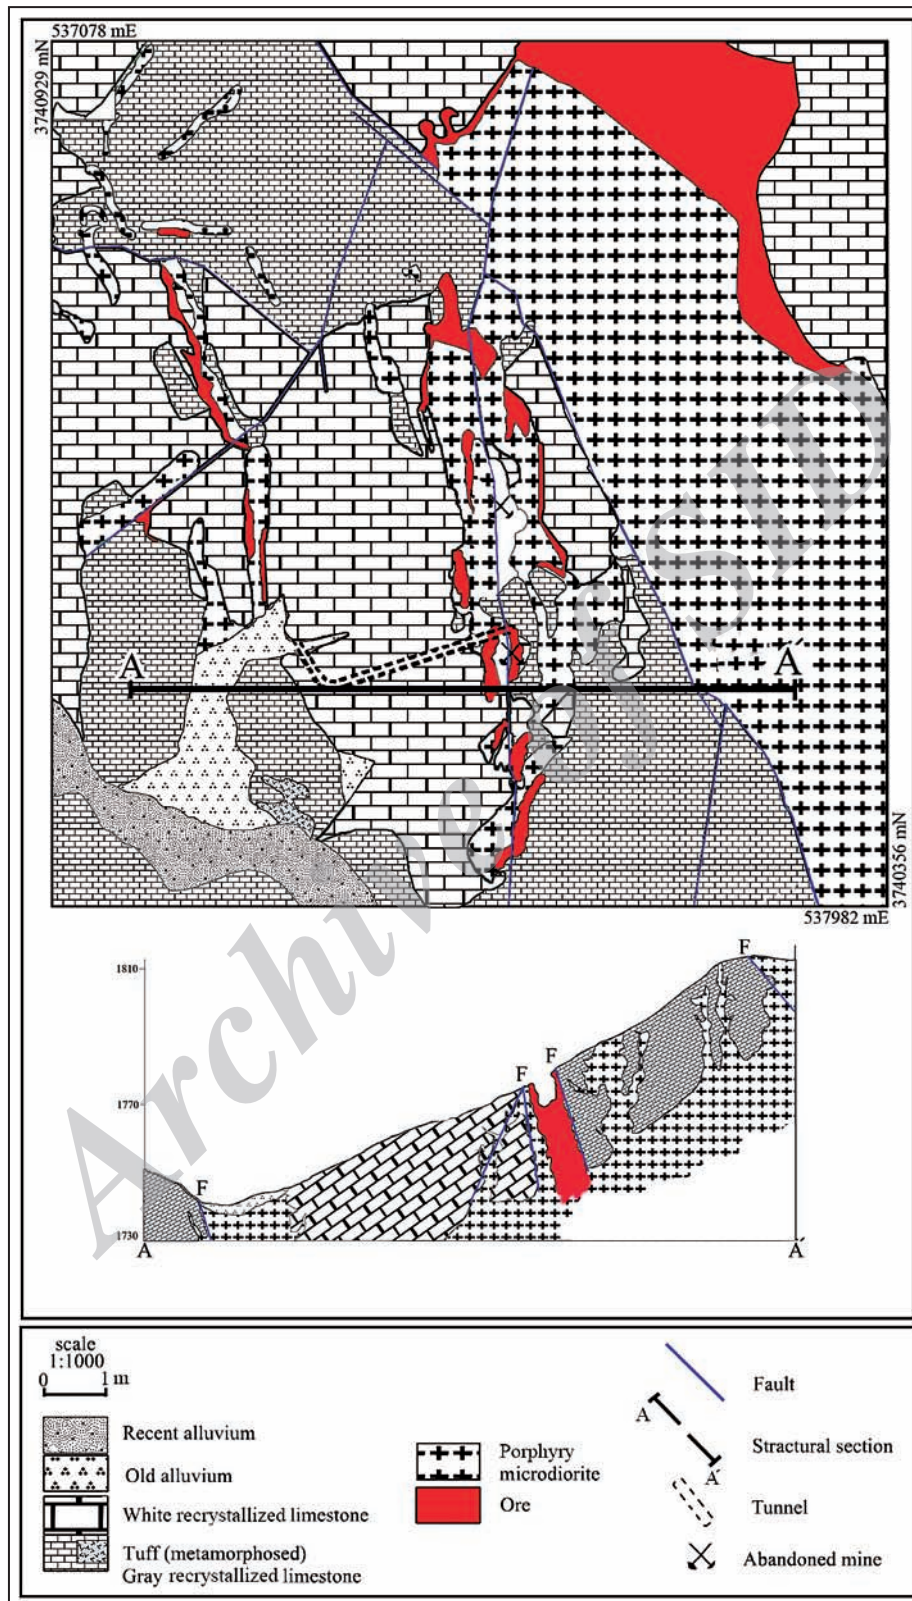 537078 mE
3740929 mN
A
A´
3740356 mN
537982 mE
Archive of SID
F
1810
F
F
1770
F
1730
A
A´
scale
1:1000
0 1 m
Recent alluvium
Old alluvium
White recrystallized limestone
Tuff (metamorphosed)
Gray recrystallized limestone
Porphyry
microdiorite
Ore
Fault
A
Stractural section
A´
Tunnel
Abandoned mine